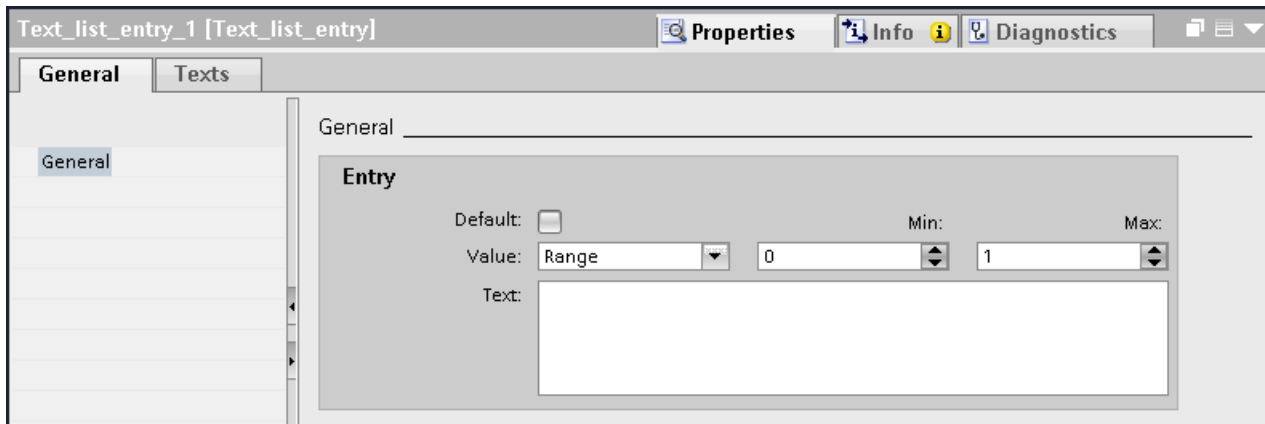 Text_list_entry_1 [Text_list_entry] Properties Info Diagnostics
General Texts
General
General
Entry
Default: Min: Max:
Value: Range 0 1
Text: